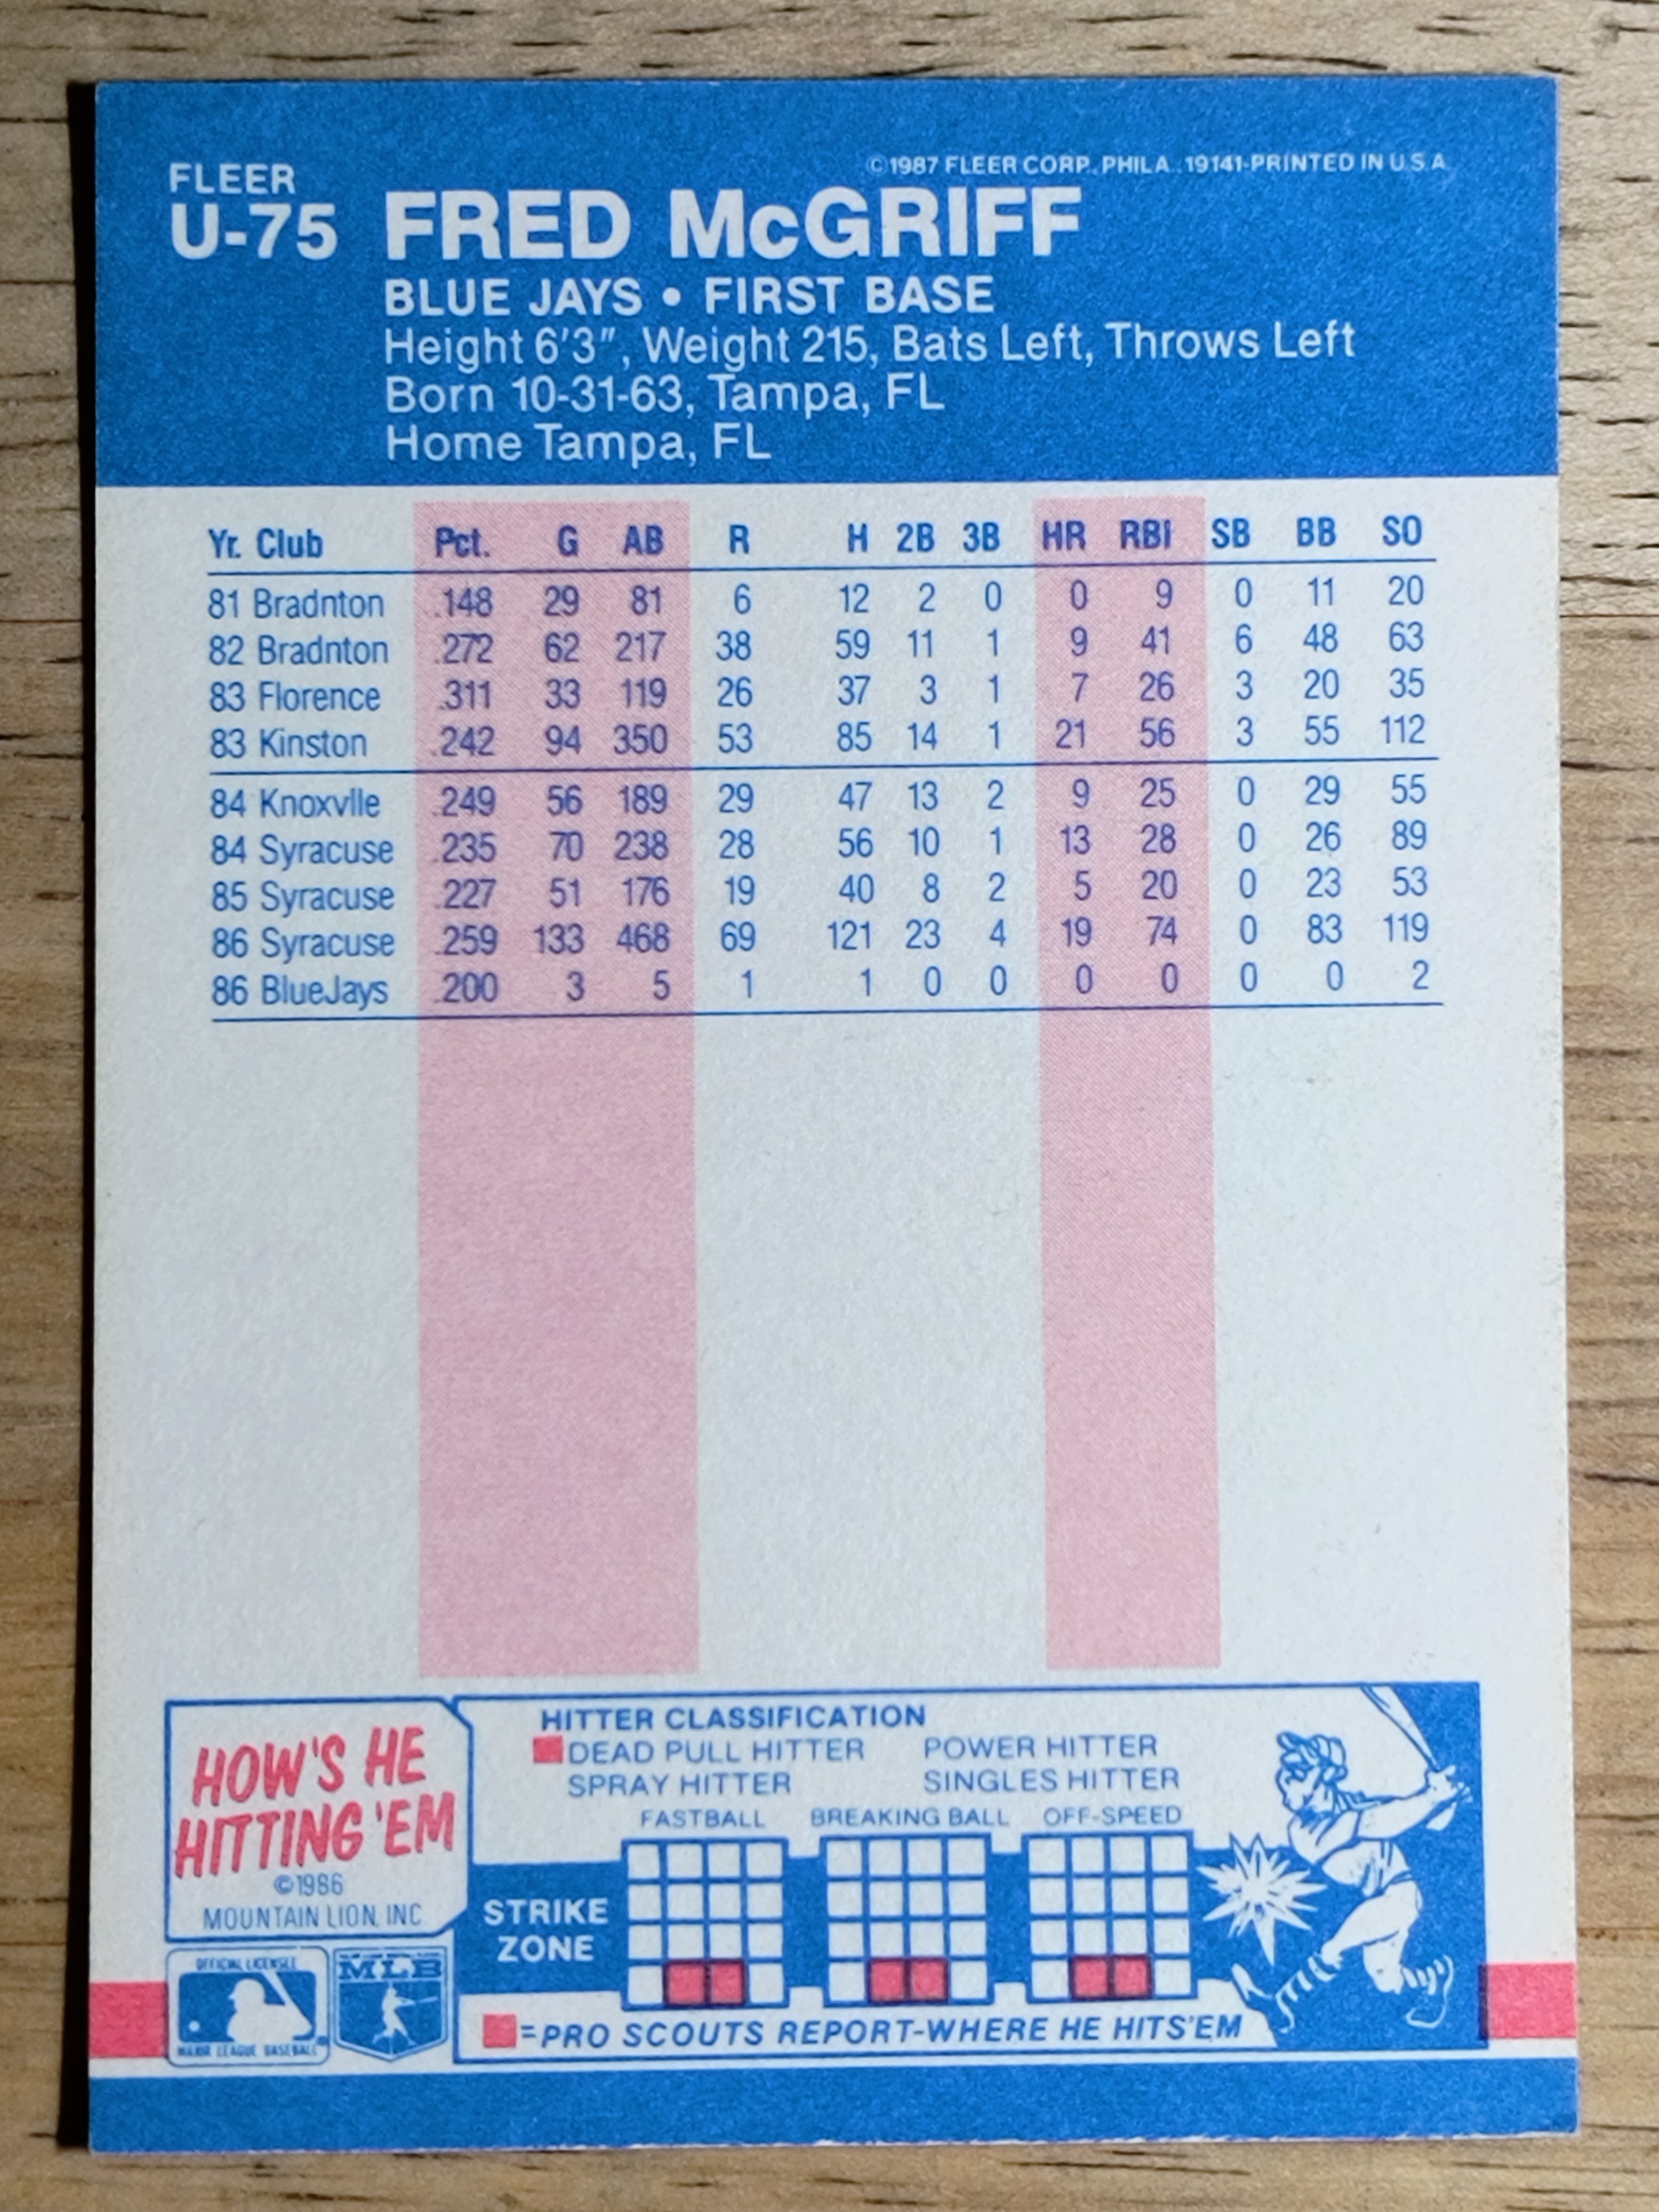 ©1987 FLEER CORP., PHILA., 19141-PRINTED IN U.S.A.
FLEER
U-75 FRED McGRIFF
BLUE JAYS • FIRST BASE
Height 6'3", Weight 215, Bats Left, Throws Left
Born 10-31-63, Tampa, FL
Home Tampa, FL
Yr. Club Pct. G AB R H 2B 3B HR RBI SB BB SO
81 Bradnton .148 29 81 6 12 2 0 0 9 0 11 20
82 Bradnton .272 62 217 38 59 11 1 9 41 6 48 63
83 Florence .311 33 119 26 37 3 1 7 26 3 20 35
83 Kinston .242 94 350 53 85 14 1 21 56 3 55 112
84 Knoxvlle .249 56 189 29 47 13 2 9 25 0 29 55
84 Syracuse .235 70 238 28 56 10 1 13 28 0 26 89
85 Syracuse .227 51 176 19 40 8 2 5 20 0 23 53
86 Syracuse .259 133 468 69 121 23 4 19 74 0 83 119
86 BlueJays .200 3 5 1 1 0 0 0 0 0 0 2
HOW'S HE
HITTING 'EM
©1986
MOUNTAIN LION, INC
HITTER CLASSIFICATION
DEAD PULL HITTER POWER HITTER
SPRAY HITTER SINGLES HITTER
FASTBALL BREAKING BALL OFF-SPEED
STRIKE
ZONE
=PRO SCOUTS REPORT-WHERE HE HITS'EM
OFFICIAL LICENSEE
MAJOR LEAGUE BASEBALL
MLB